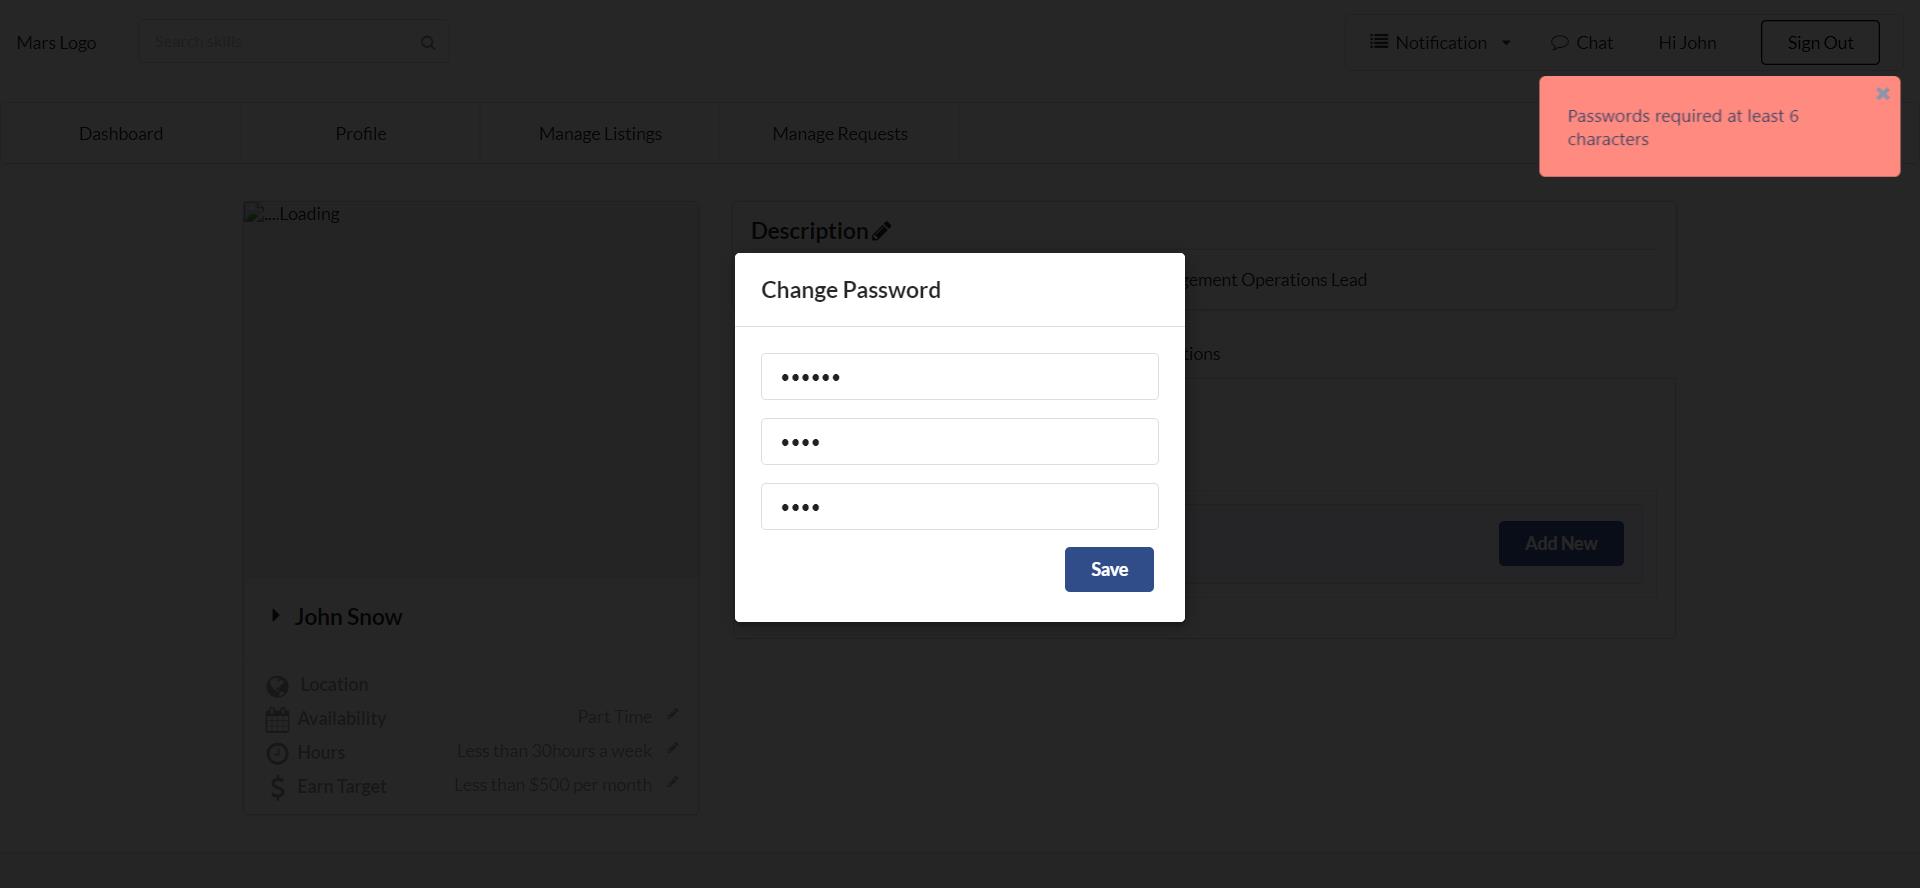 Mars Logo
Search skills
Notification
Chat
Hi John
Sign Out
Passwords required at least 6
characters
Dashboard
Profile
Manage Listings
Manage Requests
....Loading
Description
gement Operations Lead
Change Password
tions
••••••
••••
••••
Add New
Save
John Snow
Location
Availability
Part Time
Hours
Less than 30hours a week
Earn Target
Less than $500 per month